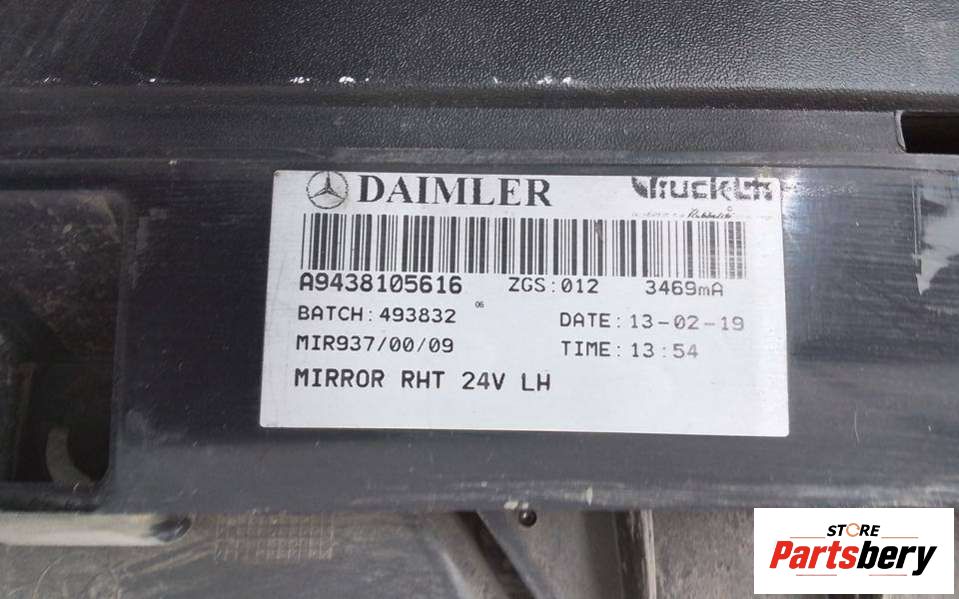 DAIMLER
A9438105616 ZGS:012 3469mA
BATCH:493832 06 DATE:13-02-19
MIR937/00/09 TIME:13:54
MIRROR RHT 24V LH
STORE
Partsbery